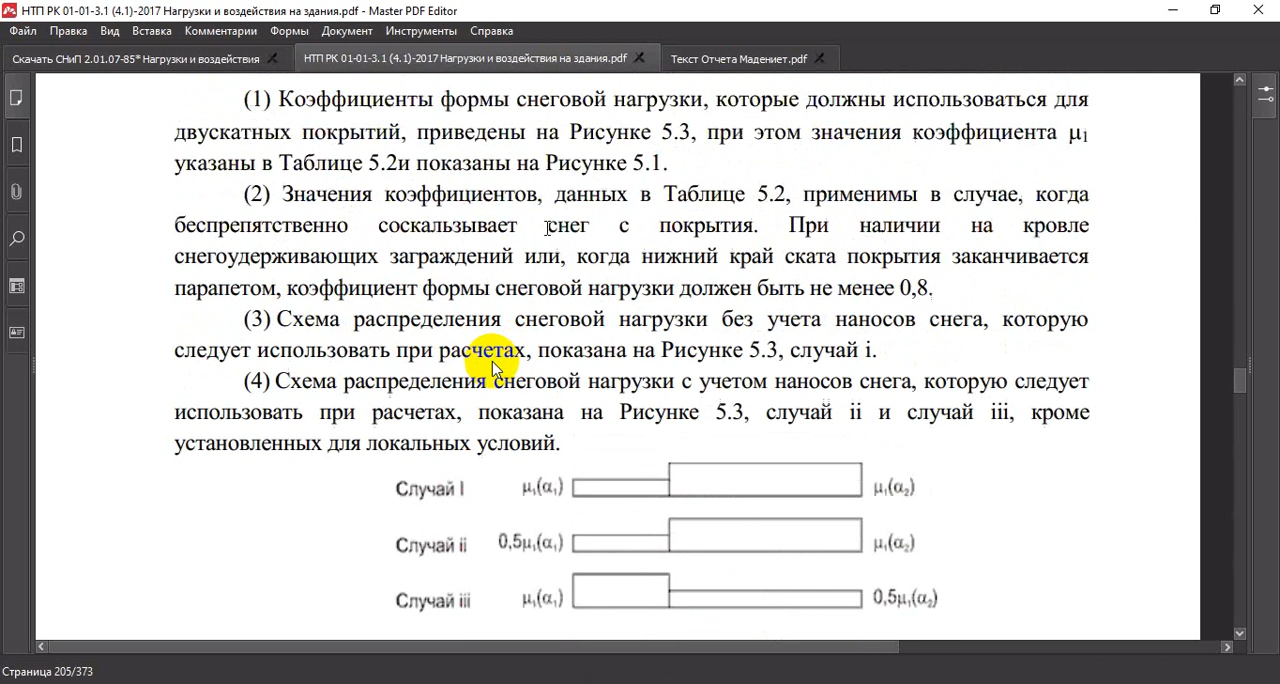 НТП РК 01-01-3.1 (4.1)-2017 Нагрузки и воздействия на здания.pdf - Master PDF Editor
Файл Правка Вид Вставка Комментарии Формы Документ Инструменты Справка
Скачать СНиП 2.01.07-85* Нагрузки и воздействия НТП РК 01-01-3.1 (4.1)-2017 Нагрузки и воздействия на здания.pdf Текст Отчета Мадениет.pdf
(1) Коэффициенты формы снеговой нагрузки, которые должны использоваться для
двускатных покрытий, приведены на Рисунке 5.3, при этом значения коэффициента μ₁
указаны в Таблице 5.2и показаны на Рисунке 5.1.
(2) Значения коэффициентов, данных в Таблице 5.2, применимы в случае, когда
беспрепятственно соскальзывает снег с покрытия. При наличии на кровле
снегоудерживающих заграждений или, когда нижний край ската покрытия заканчивается
парапетом, коэффициент формы снеговой нагрузки должен быть не менее 0,8.
(3) Схема распределения снеговой нагрузки без учета наносов снега, которую
следует использовать при расчетах, показана на Рисунке 5.3, случай i.
(4) Схема распределения снеговой нагрузки с учетом наносов снега, которую следует
использовать при расчетах, показана на Рисунке 5.3, случай ii и случай iii, кроме
установленных для локальных условий.
Случай I μ₁(α₁) μ₁(α₂)
Случай ii 0,5μ₁(α₁) μ₁(α₂)
Случай iii μ₁(α₁) 0,5μ₁(α₂)
Страница 205/373